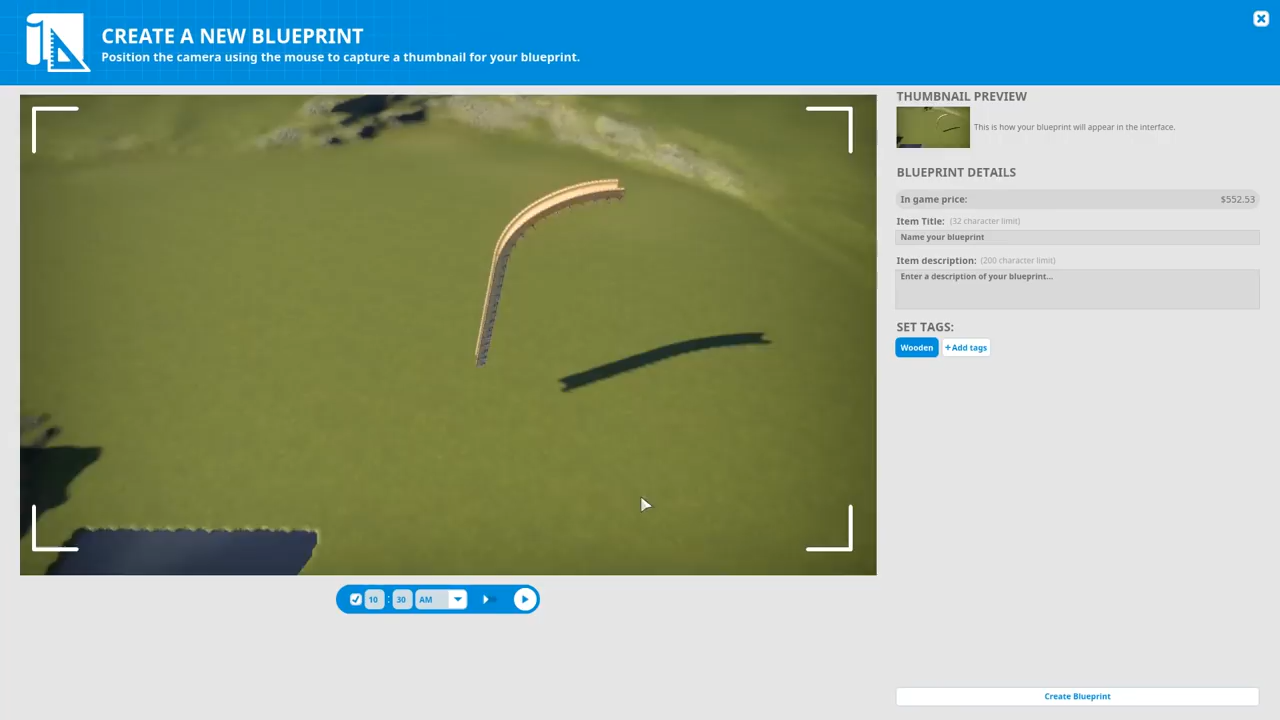 CREATE A NEW BLUEPRINT
Position the camera using the mouse to capture a thumbnail for your blueprint.
THUMBNAIL PREVIEW
This is how your blueprint will appear in the interface.
BLUEPRINT DETAILS
In game price: $552.53
Item Title: (32 character limit)
Name your blueprint
Item description: (200 character limit)
Enter a description of your blueprint...
SET TAGS:
Wooden +Add tags
10 : 30 AM
Create Blueprint